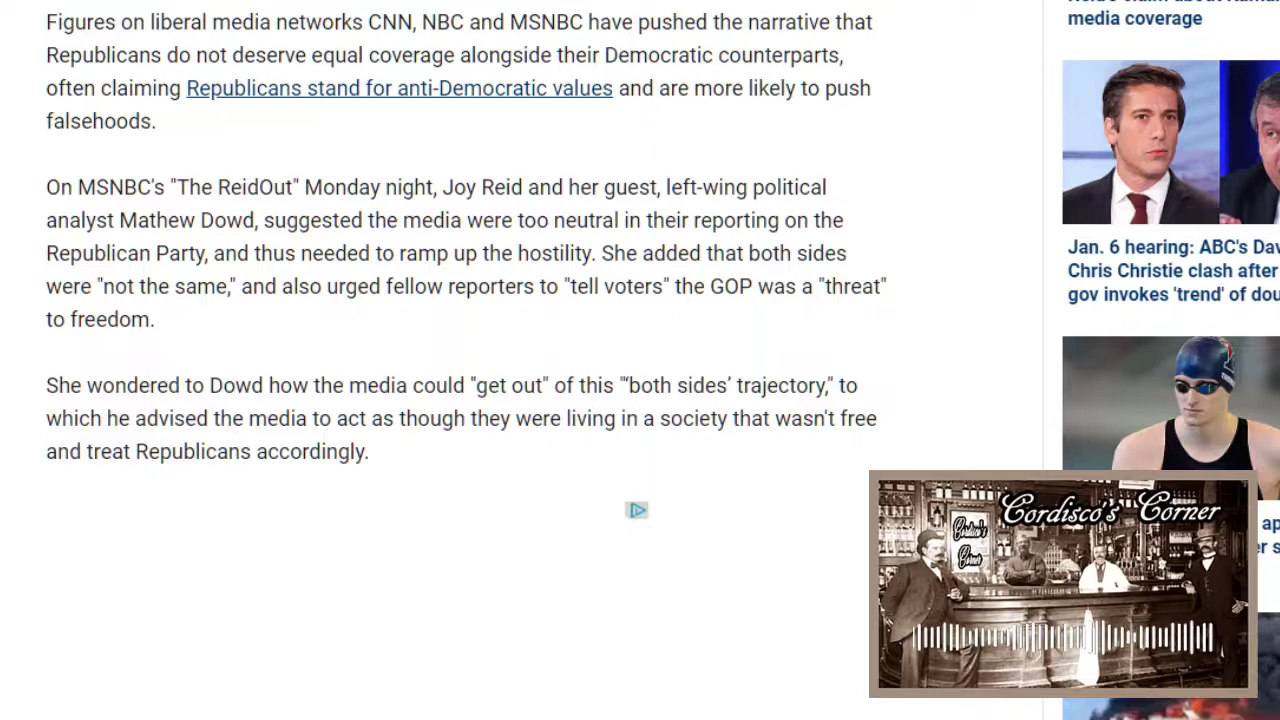 Figures on liberal media networks CNN, NBC and MSNBC have pushed the narrative that
Republicans do not deserve equal coverage alongside their Democratic counterparts,
often claiming Republicans stand for anti-Democratic values and are more likely to push
falsehoods.
On MSNBC's "The ReidOut" Monday night, Joy Reid and her guest, left-wing political
analyst Mathew Dowd, suggested the media were too neutral in their reporting on the
Republican Party, and thus needed to ramp up the hostility. She added that both sides
were "not the same," and also urged fellow reporters to "tell voters" the GOP was a "threat"
to freedom.
She wondered to Dowd how the media could "get out" of this "'both sides’ trajectory," to
which he advised the media to act as though they were living in a society that wasn't free
and treat Republicans accordingly.
media coverage
Jan. 6 hearing: ABC's
Chris Christie clash after
gov invokes 'trend' of
Cordisco's Corner
Cordisco's
Corner